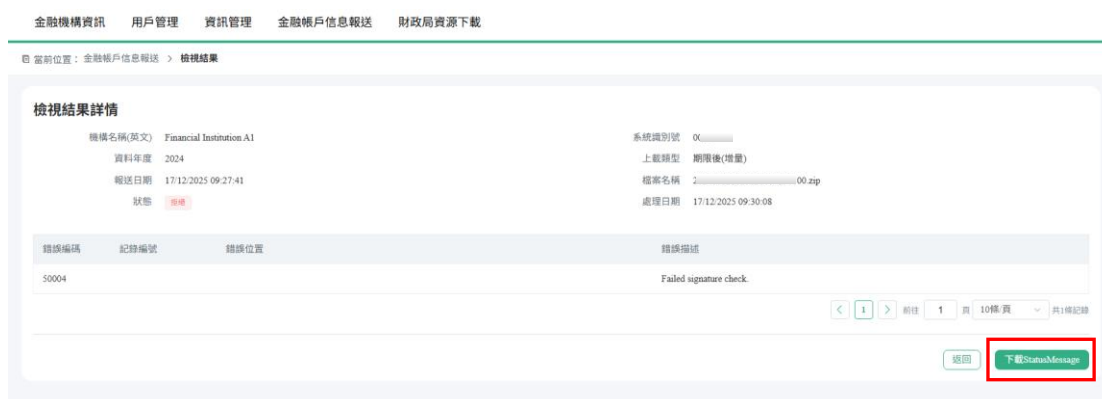 金融機構資訊 用戶管理 資訊管理 金融帳戶信息報送 財政局資源下載
當前位置： 金融帳戶信息報送 > 檢視結果
檢視結果詳情
機構名稱(英文) Financial Institution A1 系統識別號 0
資料年度 2024 上載類型 期限後(增量)
報送日期 17/12/2025 09:27:41 檔案名稱 2 00.zip
狀態 拒絕 處理日期 17/12/2025 09:30:08
錯誤編碼 記錄編號 錯誤位置 錯誤描述
50004 Failed signature check.
< 1 > 前往 1 頁 10條/頁 共1條記錄
返回 下載StatusMessage